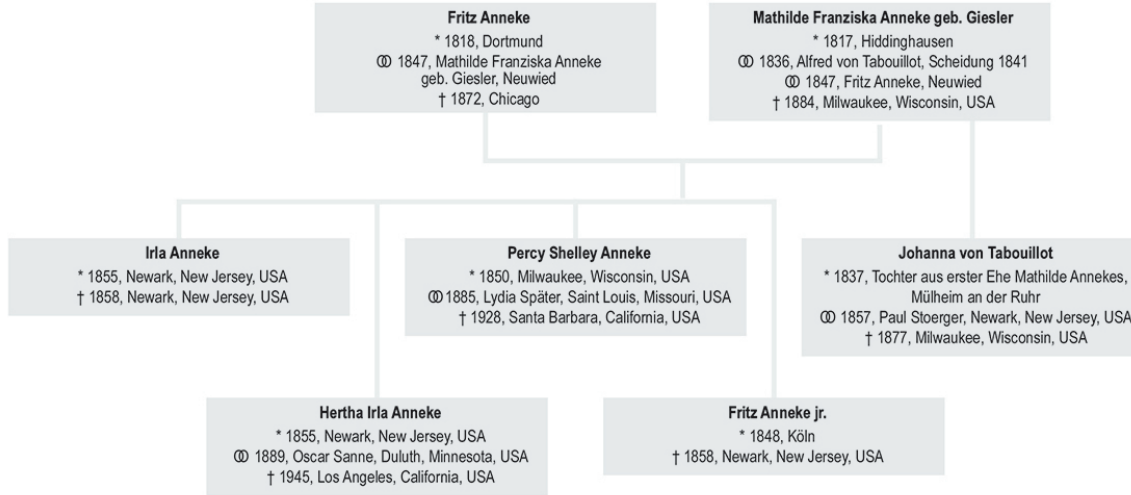 Fritz Anneke
* 1818, Dortmund
⚭ 1847, Mathilde Franziska Anneke
geb. Giesler, Neuwied
† 1872, Chicago
Mathilde Franziska Anneke geb. Giesler
* 1817, Hiddinghausen
⚭ 1836, Alfred von Tabouillot, Scheidung 1841
⚭ 1847, Fritz Anneke, Neuwied
† 1884, Milwaukee, Wisconsin, USA
Irla Anneke
* 1855, Newark, New Jersey, USA
† 1858, Newark, New Jersey, USA
Percy Shelley Anneke
* 1850, Milwaukee, Wisconsin, USA
⚭ 1885, Lydia Später, Saint Louis, Missouri, USA
† 1928, Santa Barbara, California, USA
Johanna von Tabouillot
* 1837, Tochter aus erster Ehe Mathilde Annekes,
Mülheim an der Ruhr
⚭ 1857, Paul Stoerger, Newark, New Jersey, USA
† 1877, Milwaukee, Wisconsin, USA
Hertha Irla Anneke
* 1855, Newark, New Jersey, USA
⚭ 1889, Oscar Sanne, Duluth, Minnesota, USA
† 1945, Los Angeles, California, USA
Fritz Anneke jr.
* 1848, Köln
† 1858, Newark, New Jersey, USA